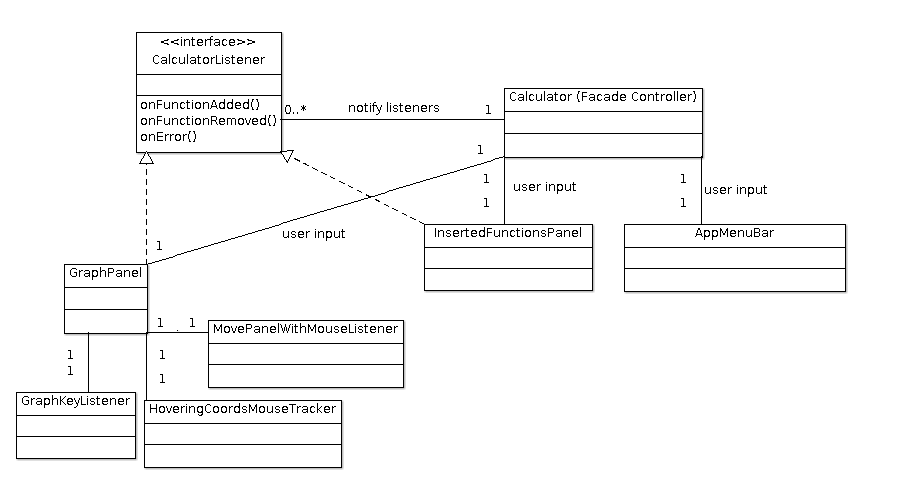 <<interface>>
CalculatorListener
onFunctionAdded()
onFunctionRemoved()
onError()
0..*
notify listeners
1
Calculator (Facade Controller)
1
1
user input
1
1
user input
1
user input
1
InsertedFunctionsPanel
AppMenuBar
GraphPanel
1 . 1
MovePanelWithMouseListener
1
1
1
1
GraphKeyListener
HoveringCoordsMouseTracker